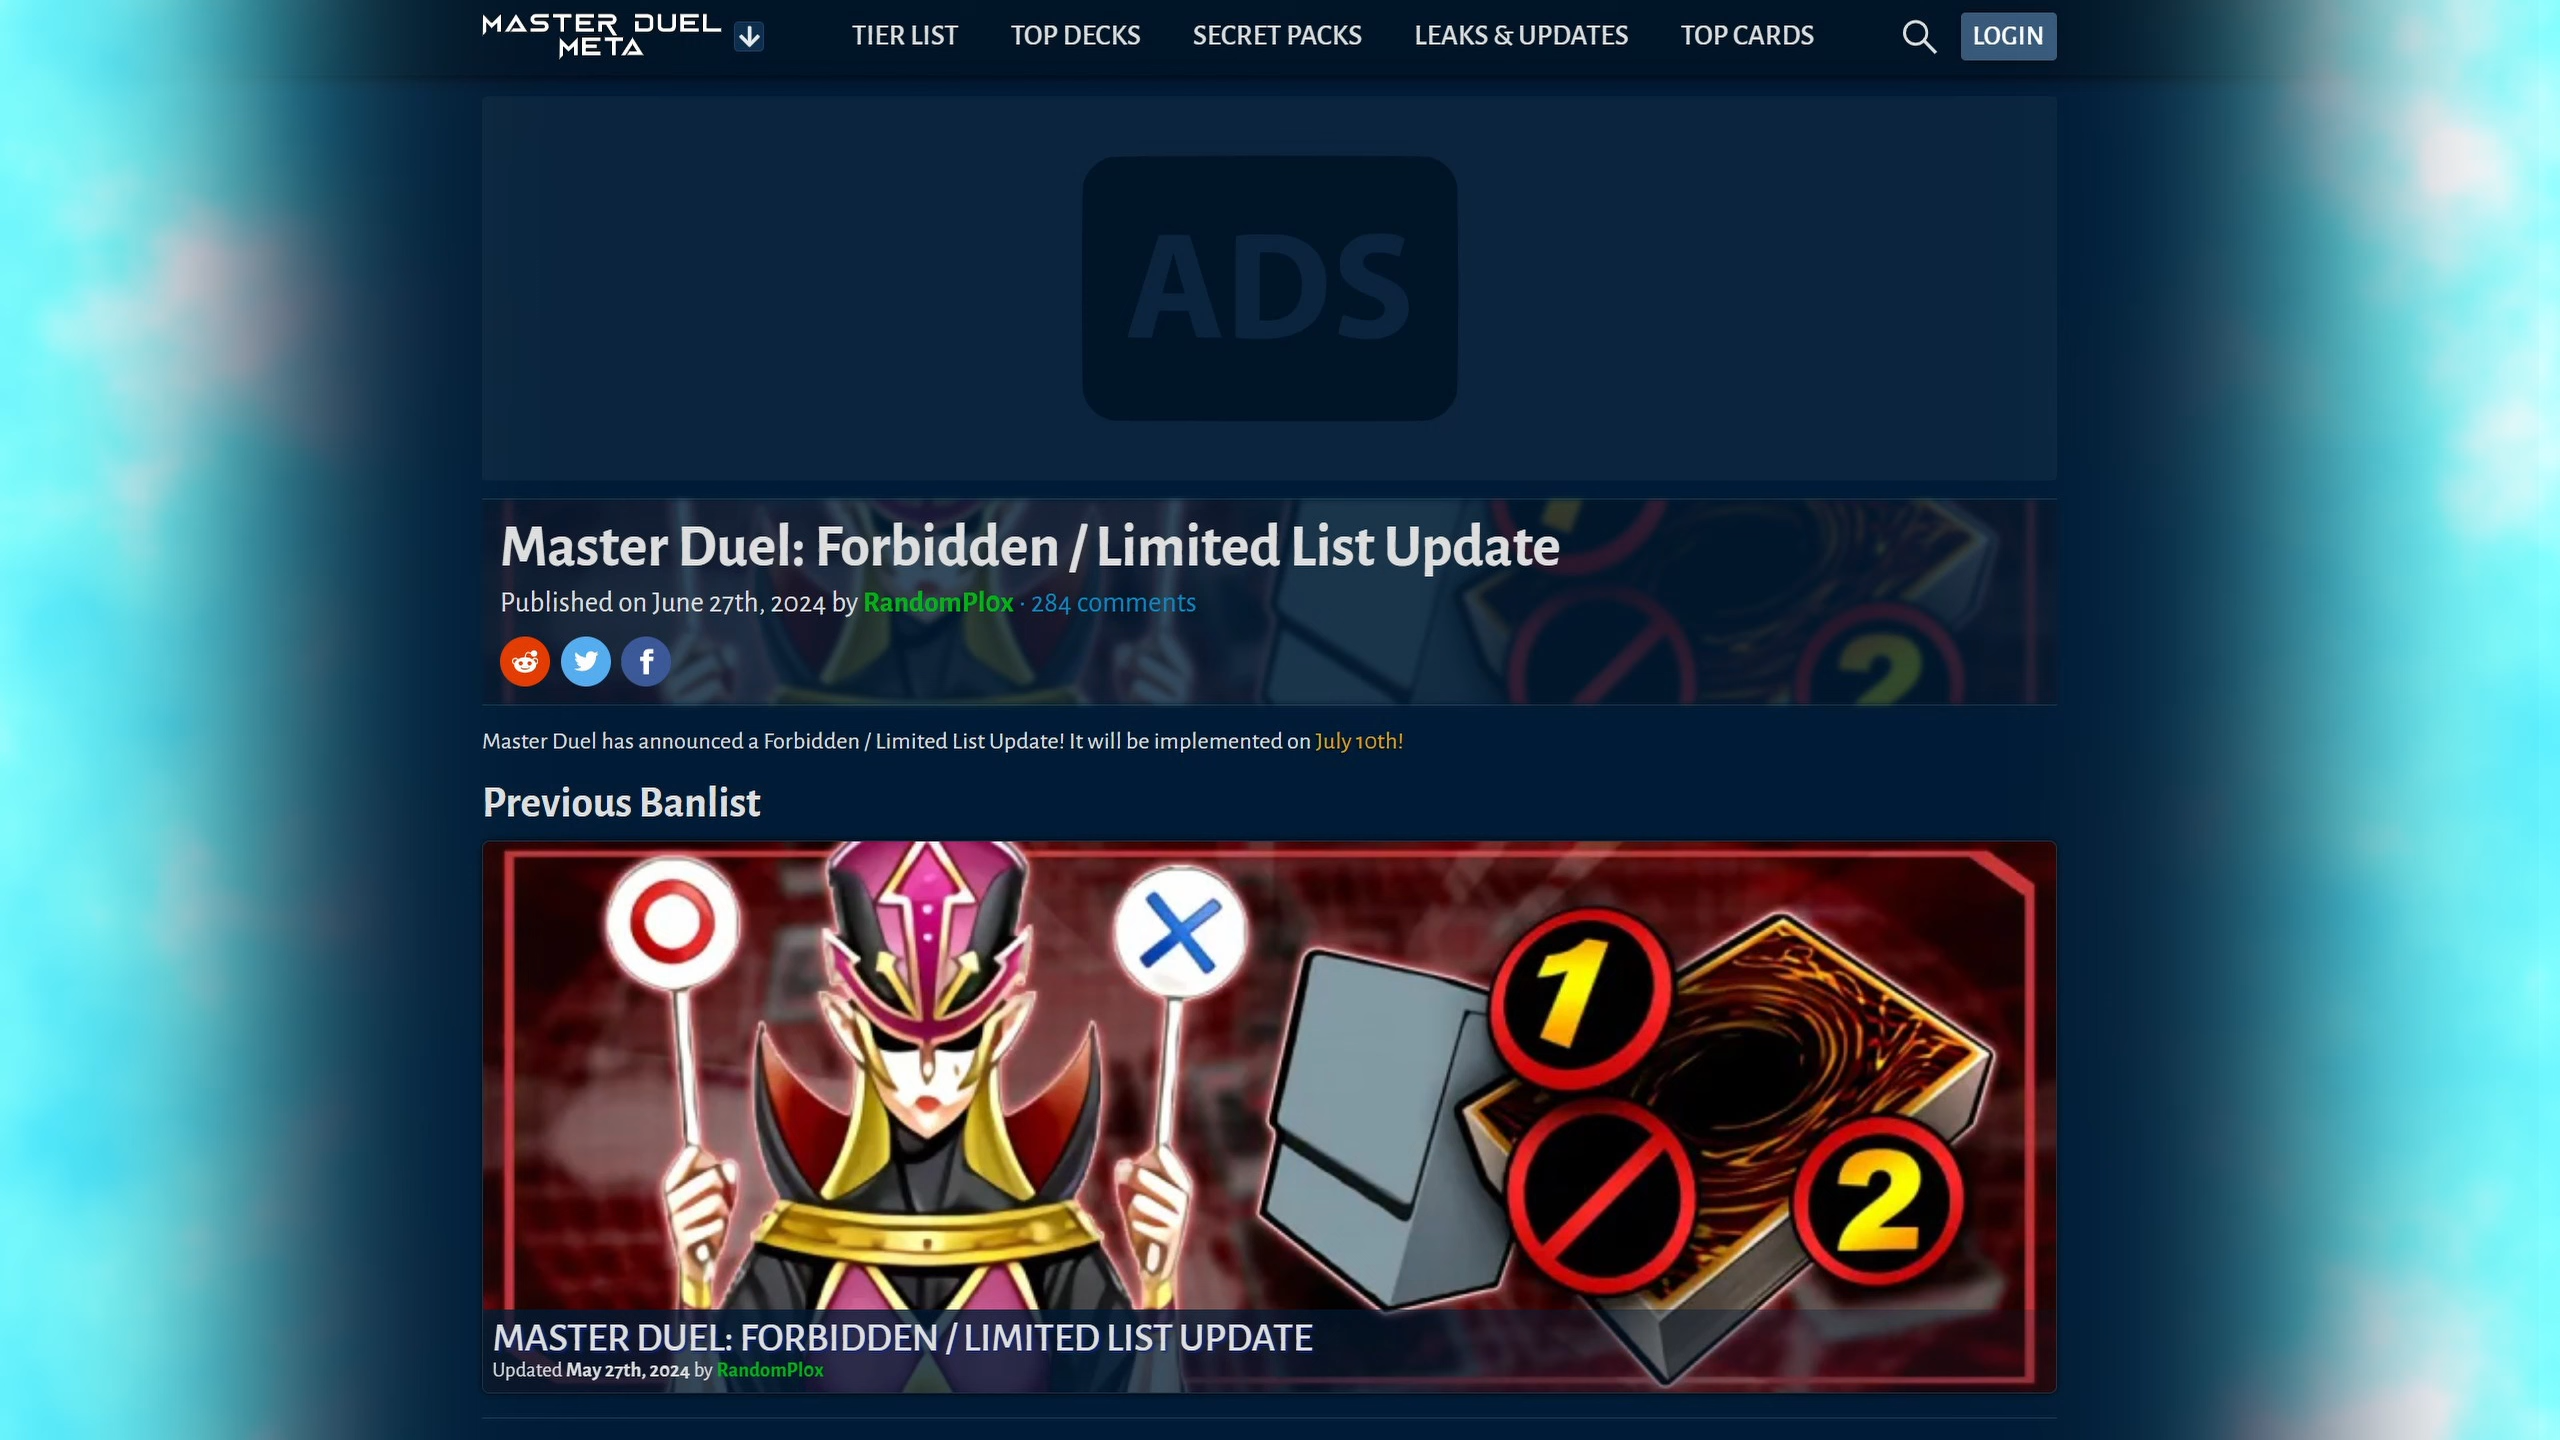 MASTER DUEL
META
TIER LIST
TOP DECKS
SECRET PACKS
LEAKS & UPDATES
TOP CARDS
LOGIN
ADS
Master Duel: Forbidden / Limited List Update
Published on June 27th, 2024 by RandomPl0x · 284 comments
Master Duel has announced a Forbidden / Limited List Update! It will be implemented on July 10th!
Previous Banlist
1
2
MASTER DUEL: FORBIDDEN / LIMITED LIST UPDATE
Updated May 27th, 2024 by RandomPl0x